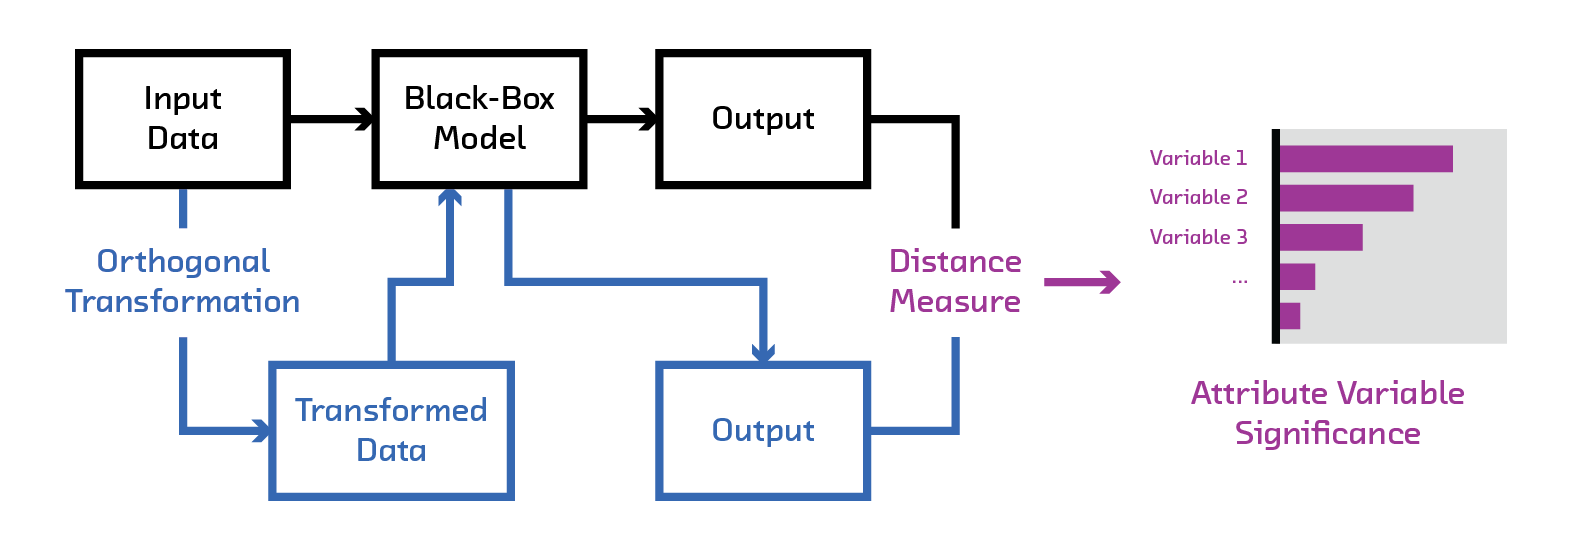 Input
Data
Black-Box
Model
Output
Orthogonal
Transformation
Transformed
Data
Output
Distance
Measure
Variable 1
Variable 2
Variable 3
...
Attribute Variable
Significance